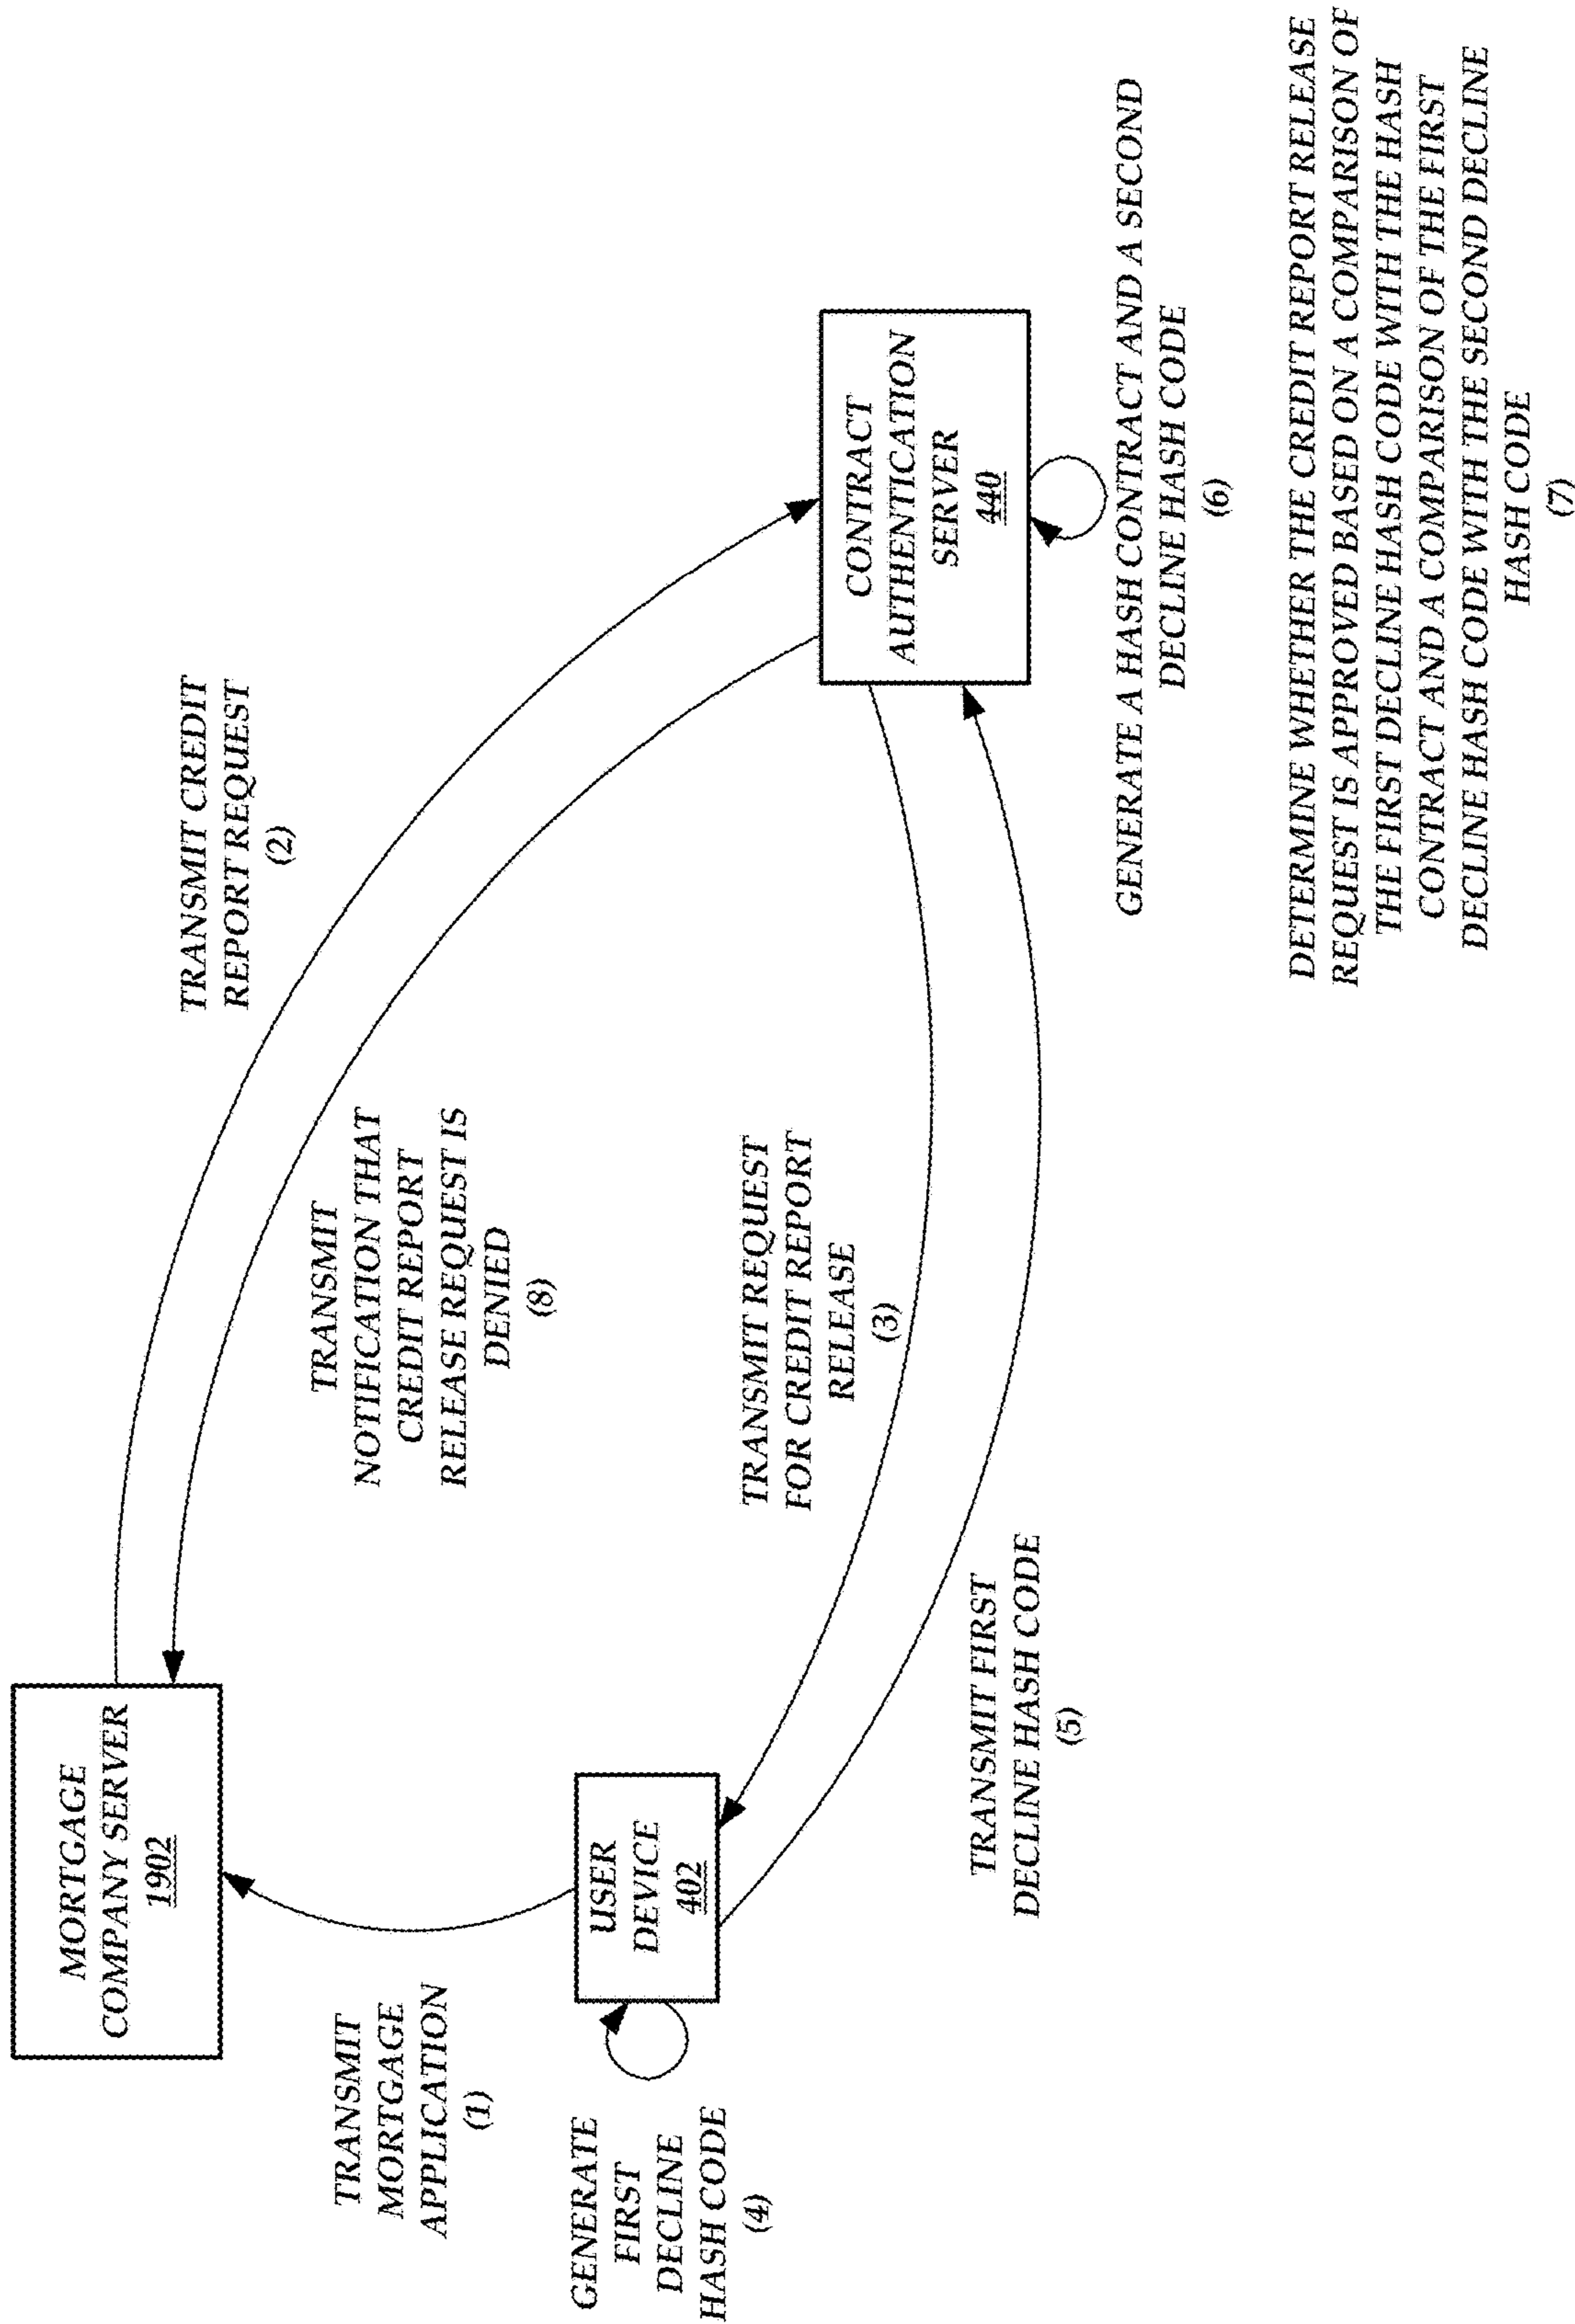 MORTGAGE
COMPANY SERVER
1902
TRANSMIT CREDIT
REPORT REQUEST
(2)
TRANSMIT
MORTGAGE
APPLICATION
(1)
TRANSMIT
NOTIFICATION THAT
CREDIT REPORT
RELEASE REQUEST IS
DENIED
(8)
GENERATE
FIRST
DECLINE
HASH CODE
(4)
USER
DEVICE
402
TRANSMIT REQUEST
FOR CREDIT REPORT
RELEASE
(3)
CONTRACT
AUTHENTICATION
SERVER
440
TRANSMIT FIRST
DECLINE HASH CODE
(5)
GENERATE A HASH CONTRACT AND A SECOND
DECLINE HASH CODE
(6)
DETERMINE WHETHER THE CREDIT REPORT RELEASE
REQUEST IS APPROVED BASED ON A COMPARISON OF
THE FIRST DECLINE HASH CODE WITH THE HASH
CONTRACT AND A COMPARISON OF THE FIRST
DECLINE HASH CODE WITH THE SECOND DECLINE
HASH CODE
(7)